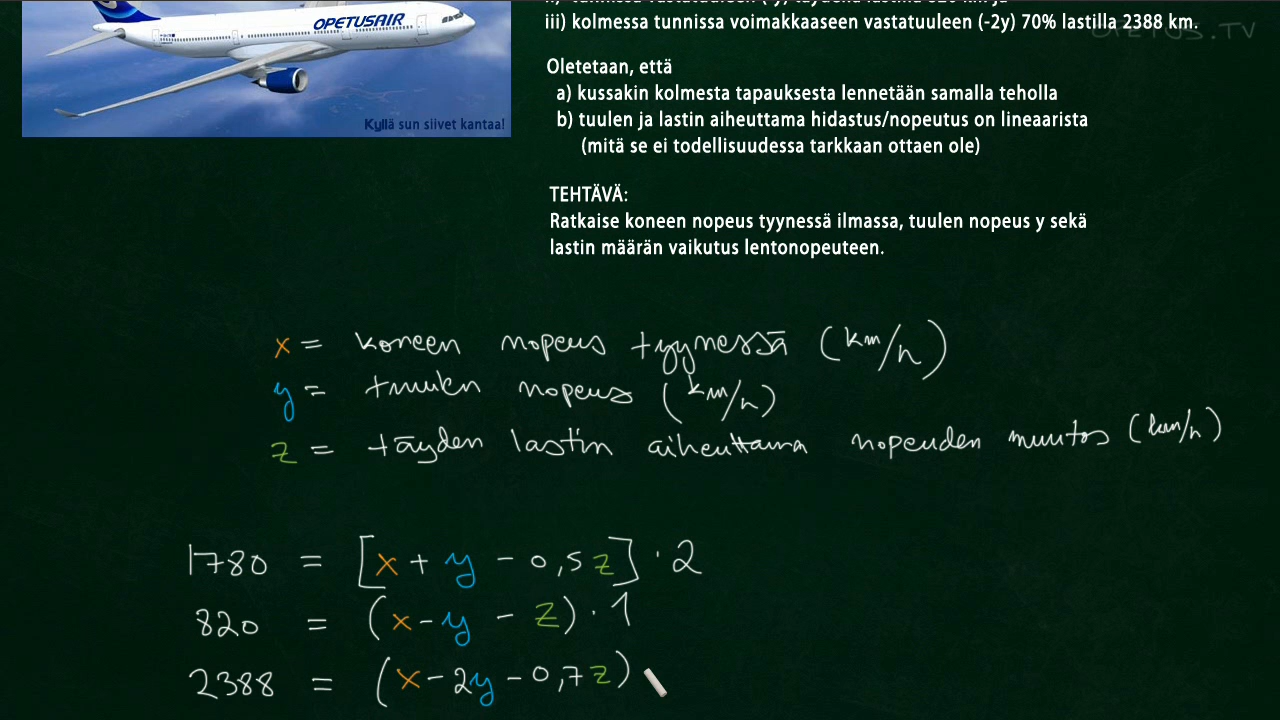 OPETUSAIR
Kyllä sun siivet kantaa!
iii) kolmessa tunnissa voimakkaaseen vastatuuleen (-2y) 70% lastilla 2388 km.
OPETUS.TV
Oletetaan, että
a) kussakin kolmesta tapauksesta lennetään samalla teholla
b) tuulen ja lastin aiheuttama hidastus/nopeutus on lineaarista
(mitä se ei todellisuudessa tarkkaan ottaen ole)
TEHTÄVÄ:
Ratkaise koneen nopeus tyynessä ilmassa, tuulen nopeus y sekä
lastin määrän vaikutus lentonopeuteen.
x = koneen nopeus tyynessä (km/h)
y = tuulen nopeus (km/h)
z = täyden lastin aiheuttama nopeuden muutos (km/h)
1780 = [x + y - 0,5z] · 2
820 = (x - y - z) · 1
2388 = (x - 2y - 0,7z)